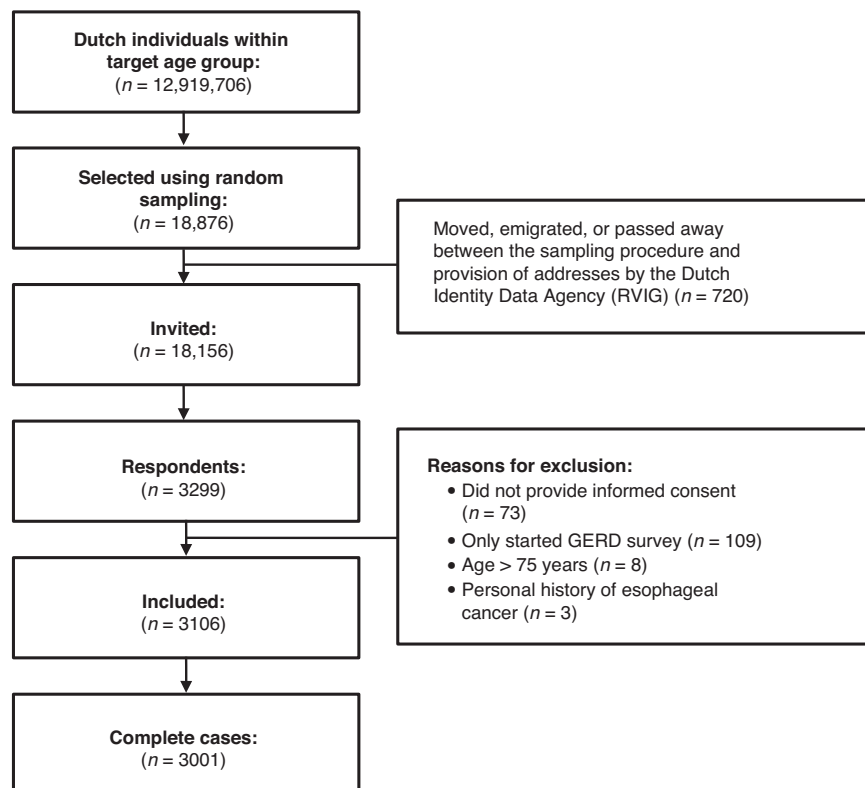 Dutch individuals within
target age group:
(n = 12,919,706)
Selected using random
sampling:
(n = 18,876)
Moved, emigrated, or passed away
between the sampling procedure and
provision of addresses by the Dutch
Identity Data Agency (RVIG) (n = 720)
Invited:
(n = 18,156)
Respondents:
(n = 3299)
Reasons for exclusion:
• Did not provide informed consent
(n = 73)
• Only started GERD survey (n = 109)
• Age > 75 years (n = 8)
• Personal history of esophageal
cancer (n = 3)
Included:
(n = 3106)
Complete cases:
(n = 3001)